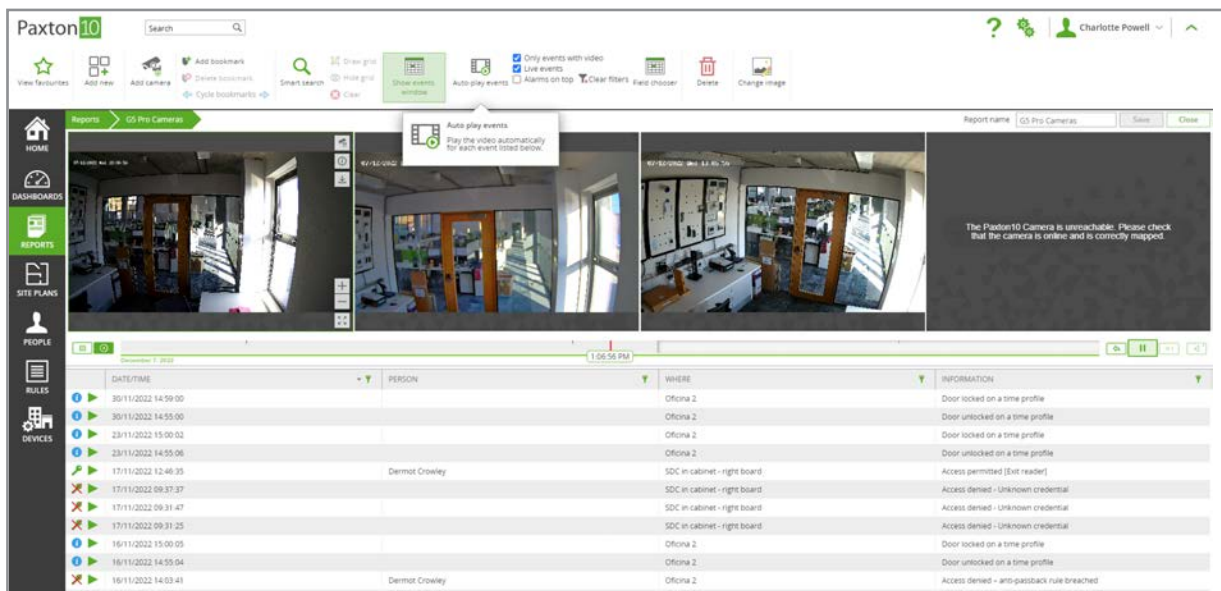 Paxton10
Search
Charlotte Powell
View favourites
Add new
Add camera
Add bookmark
Delete bookmark
Cycle bookmarks
Smart search
Draw grid
Hide grid
Clear
Show events window
Auto play events
Only events with video
Live events
Alarms on top
Clear filters
Field chooser
Delete
Change image
Auto play events
Play the video automatically
for each event listed below.
Reports
G5 Pro Cameras
Report name
G5 Pro Cameras
Save
Close
HOME
DASHBOARDS
REPORTS
SITE PLANS
PEOPLE
RULES
DEVICES
The Paxton10 Camera is unreachable. Please check
that the camera is online and is correctly mapped.
December 7, 2022
1:06:56 PM
DATE/TIME PERSON WHERE INFORMATION
30/11/2022 14:59:00 Oficina 2 Door locked on a time profile
30/11/2022 14:55:00 Oficina 2 Door unlocked on a time profile
23/11/2022 15:00:02 Oficina 2 Door locked on a time profile
23/11/2022 14:55:06 Oficina 2 Door unlocked on a time profile
17/11/2022 12:46:35 Dermot Crowley SDC in cabinet - right board Access permitted [Exit reader]
17/11/2022 09:37:37 SDC in cabinet - right board Access denied - Unknown credential
17/11/2022 09:31:47 SDC in cabinet - right board Access denied - Unknown credential
17/11/2022 09:31:25 SDC in cabinet - right board Access denied - Unknown credential
16/11/2022 15:00:05 Oficina 2 Door locked on a time profile
16/11/2022 14:55:04 Oficina 2 Door unlocked on a time profile
16/11/2022 14:03:41 Dermot Crowley Oficina 2 Access denied – anti-passback rule breached